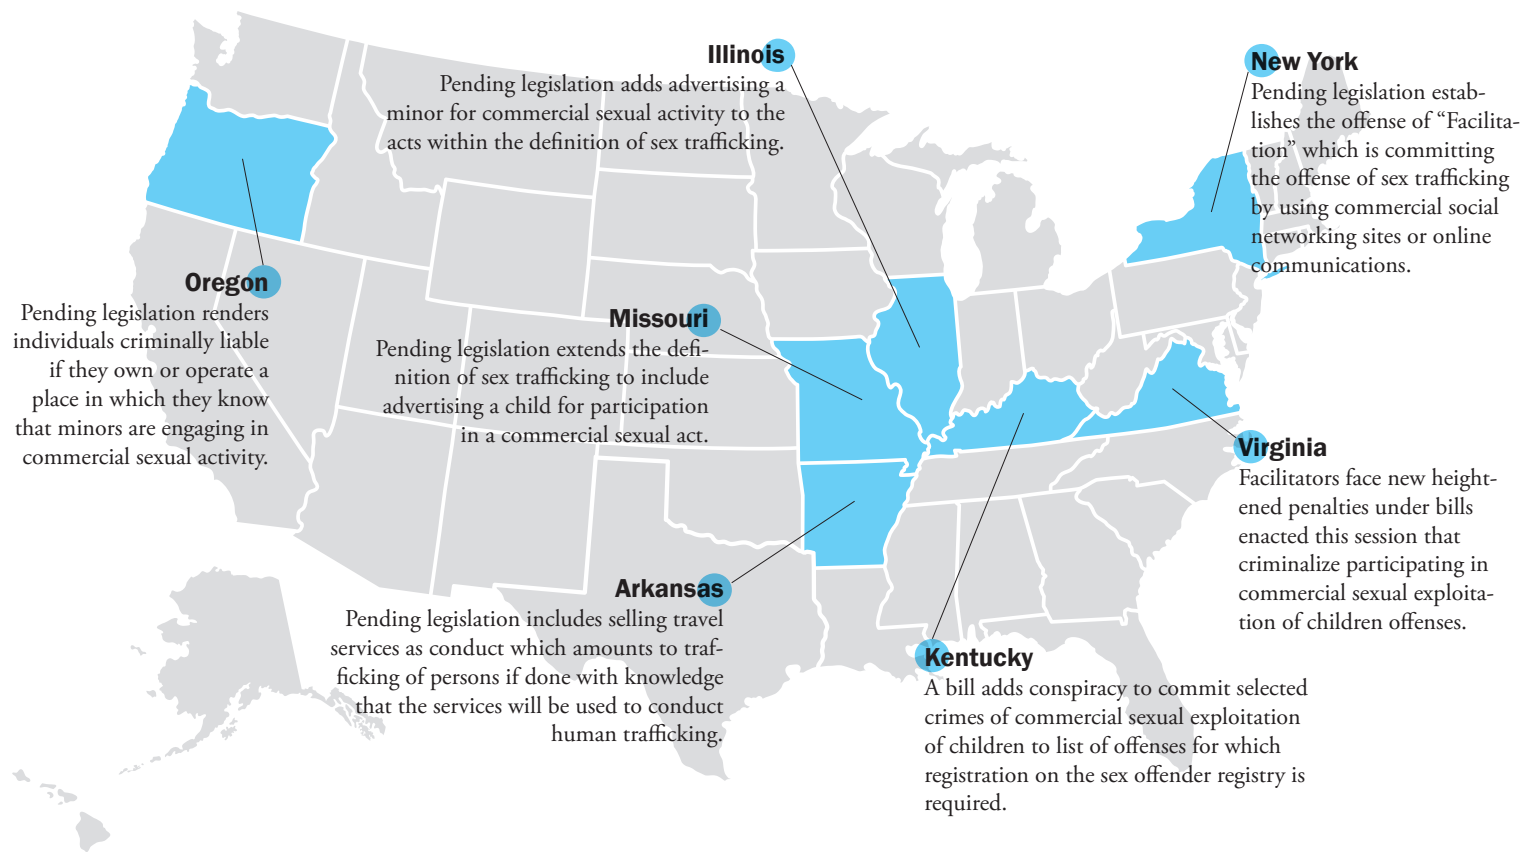 Illinois
Pending legislation adds advertising a
minor for commercial sexual activity to the
acts within the definition of sex trafficking.
New York
Pending legislation estab-
lishes the offense of “Facilita-
tion” which is committing
the offense of sex trafficking
by using commercial social
networking sites or online
communications.
Oregon
Pending legislation renders
individuals criminally liable
if they own or operate a
place in which they know
that minors are engaging in
commercial sexual activity.
Missouri
Pending legislation extends the defi-
nition of sex trafficking to include
advertising a child for participation
in a commercial sexual act.
Virginia
Facilitators face new height-
ened penalties under bills
enacted this session that
criminalize participating in
commercial sexual exploita-
tion of children offenses.
Arkansas
Pending legislation includes selling travel
services as conduct which amounts to traf-
ficking of persons if done with knowledge
that the services will be used to conduct
human trafficking.
Kentucky
A bill adds conspiracy to commit selected
crimes of commercial sexual exploitation
of children to list of offenses for which
registration on the sex offender registry is
required.